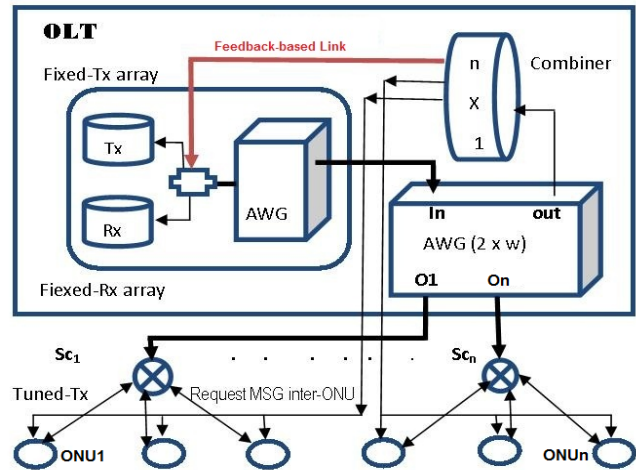 OLT
Feedback-based Link
Fixed-Tx array
n
X
1
Combiner
Tx
Rx
AWG
In
out
AWG (2 x w)
O1
On
Fiexed-Rx array
Sc1
. . . . . .
Scn
Tuned-Tx
Request MSG inter-ONU
ONU1
ONUn